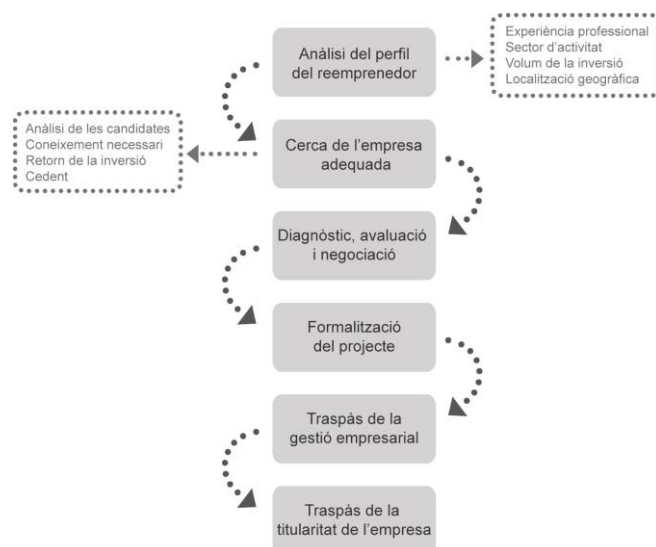 Anàlisi del perfil
del reemprenedor
Experiència professional
Sector d'activitat
Volum de la inversió
Localització geogràfica
Anàlisi de les candidates
Coneixement necessari
Retorn de la inversió
Cedent
Cerca de l'empresa
adequada
Diagnòstic, avaluació
i negociació
Formalització
del projecte
Traspàs de la
gestió empresarial
Traspàs de la
titularitat de l'empresa